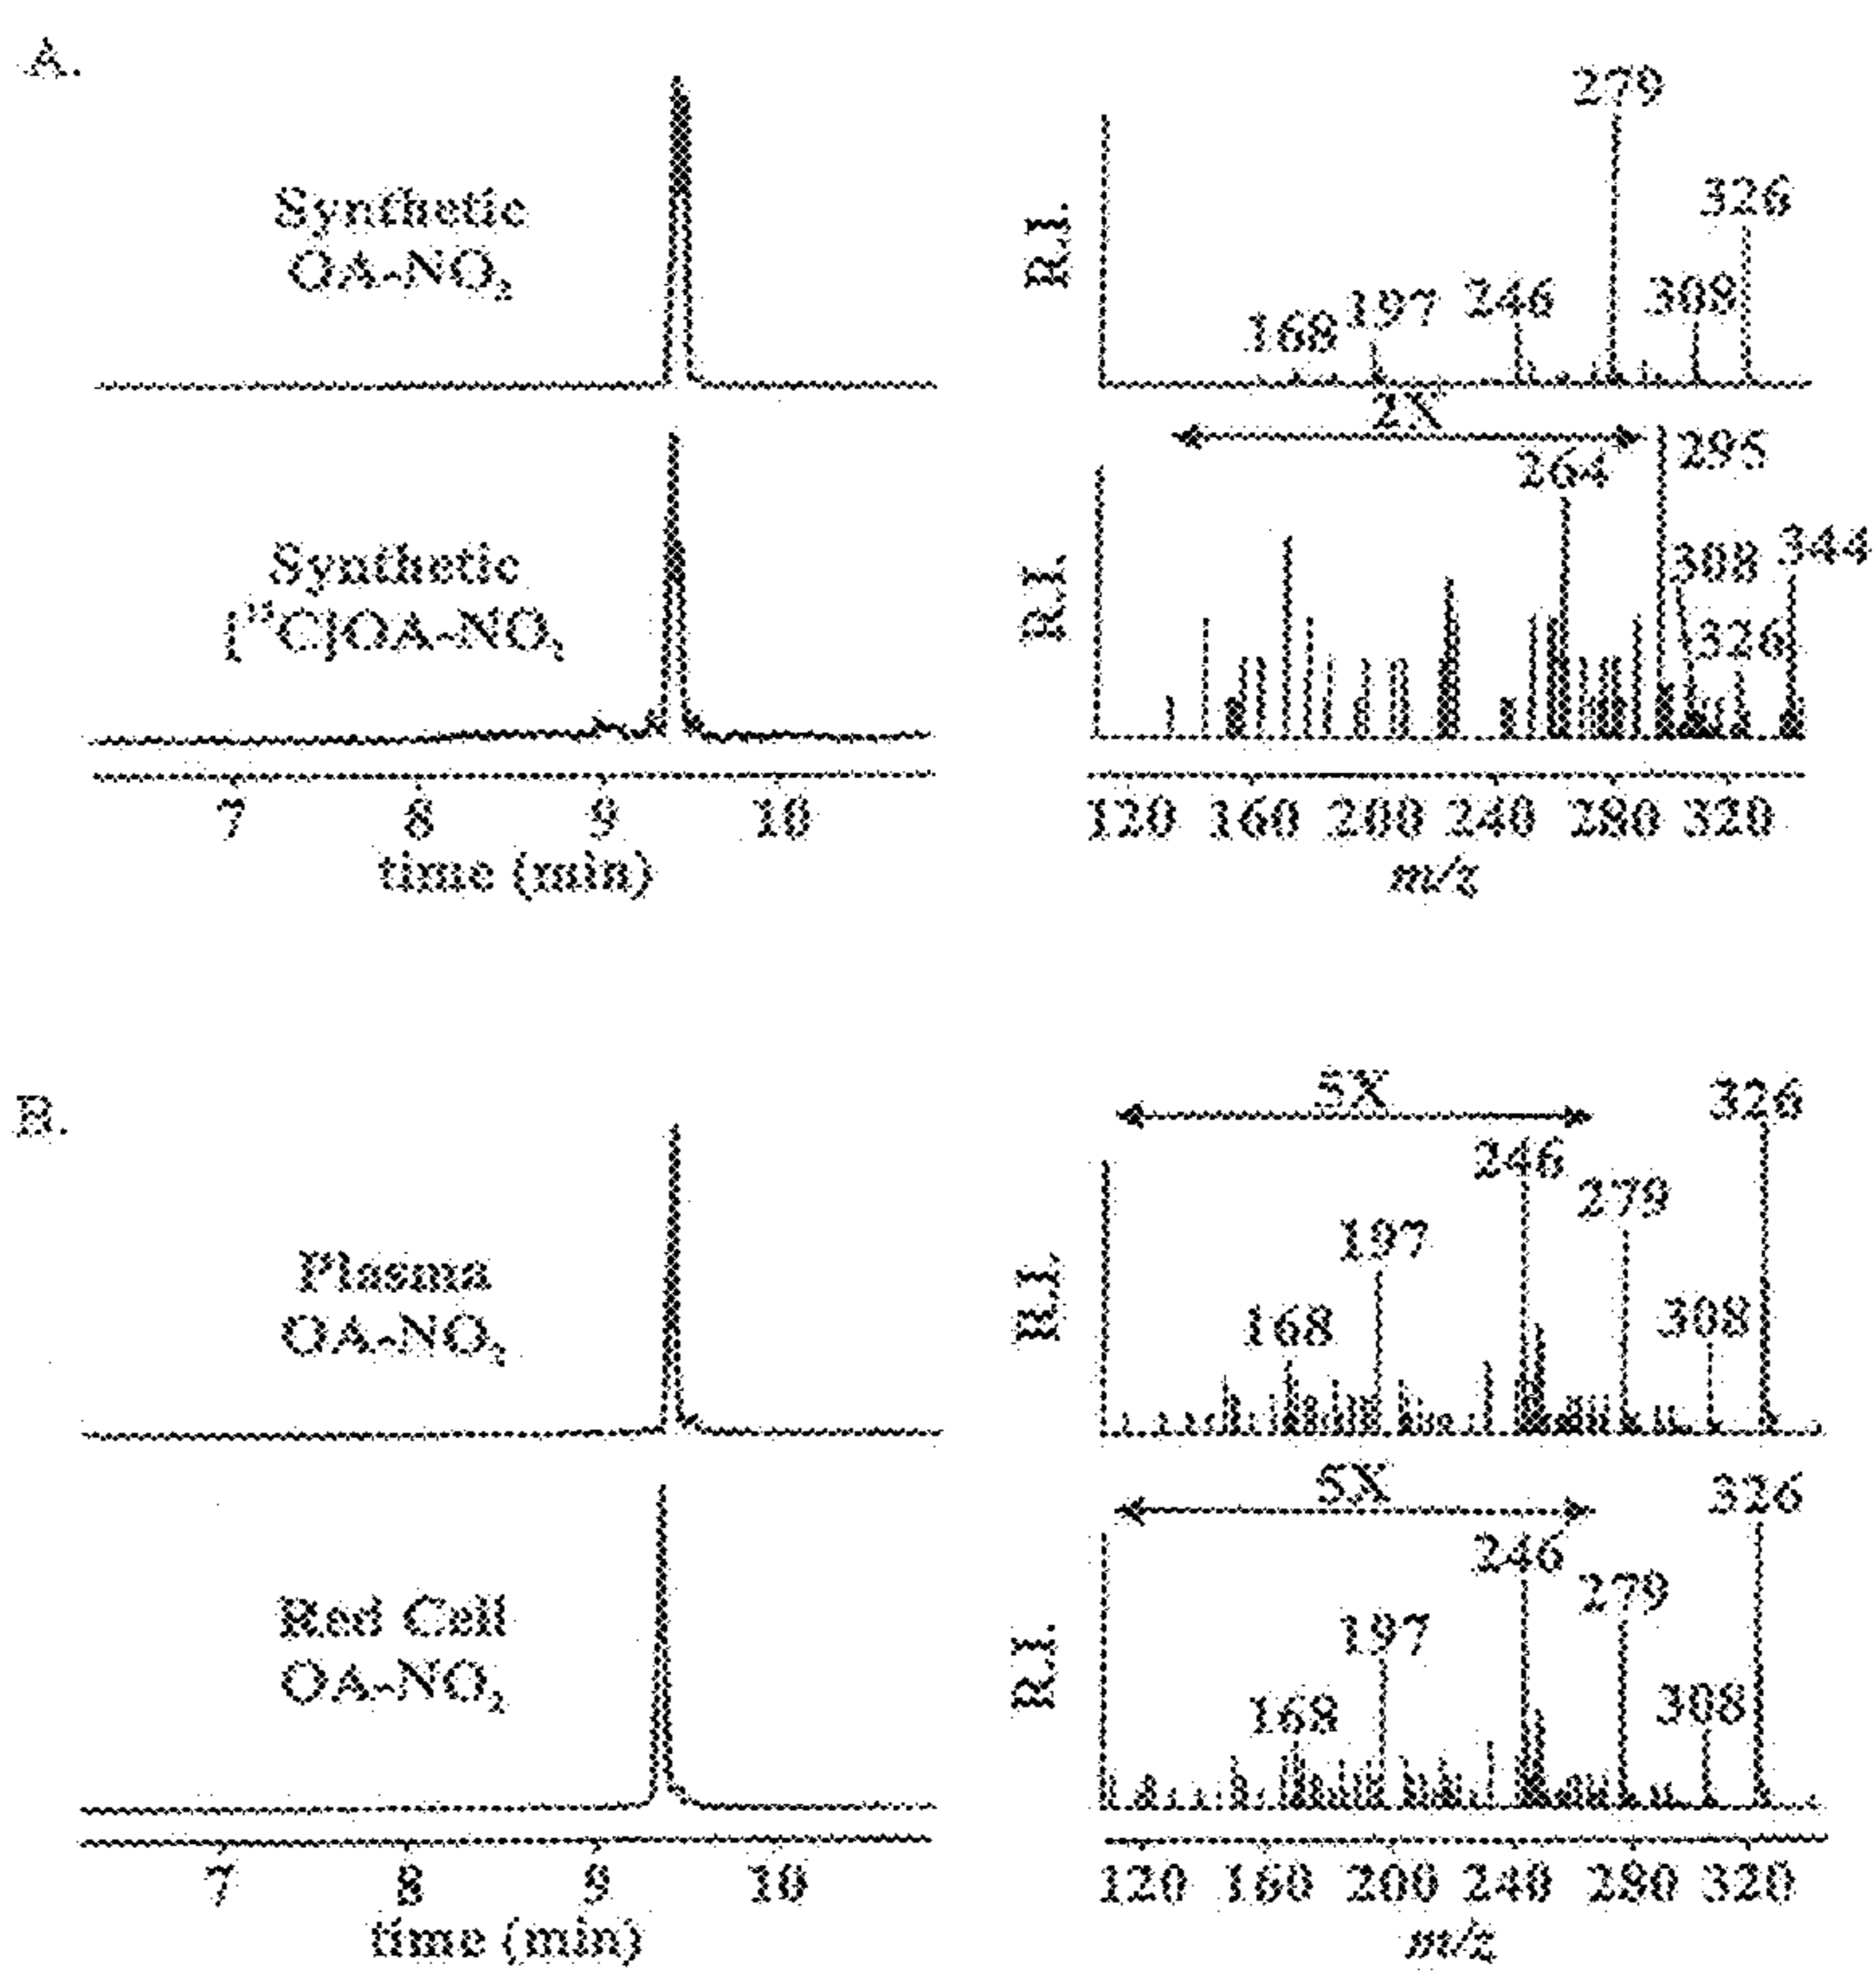 A.
Synthetic
OA-NO2
R.I.
168
197
246
279
308
326
Synthetic
OA-NO
R.I.
2X
264
295
308
326
344
7 8 9 10
time (min)
120 160 200 240 280 320
m/z
B.
Plasma
OA-NO2
R.I.
5X
168
197
246
279
308
326
Red Cell
OA-NO2
R.I.
5X
168
197
246
279
308
326
7 8 9 10
time (min)
120 160 200 240 280 320
m/z